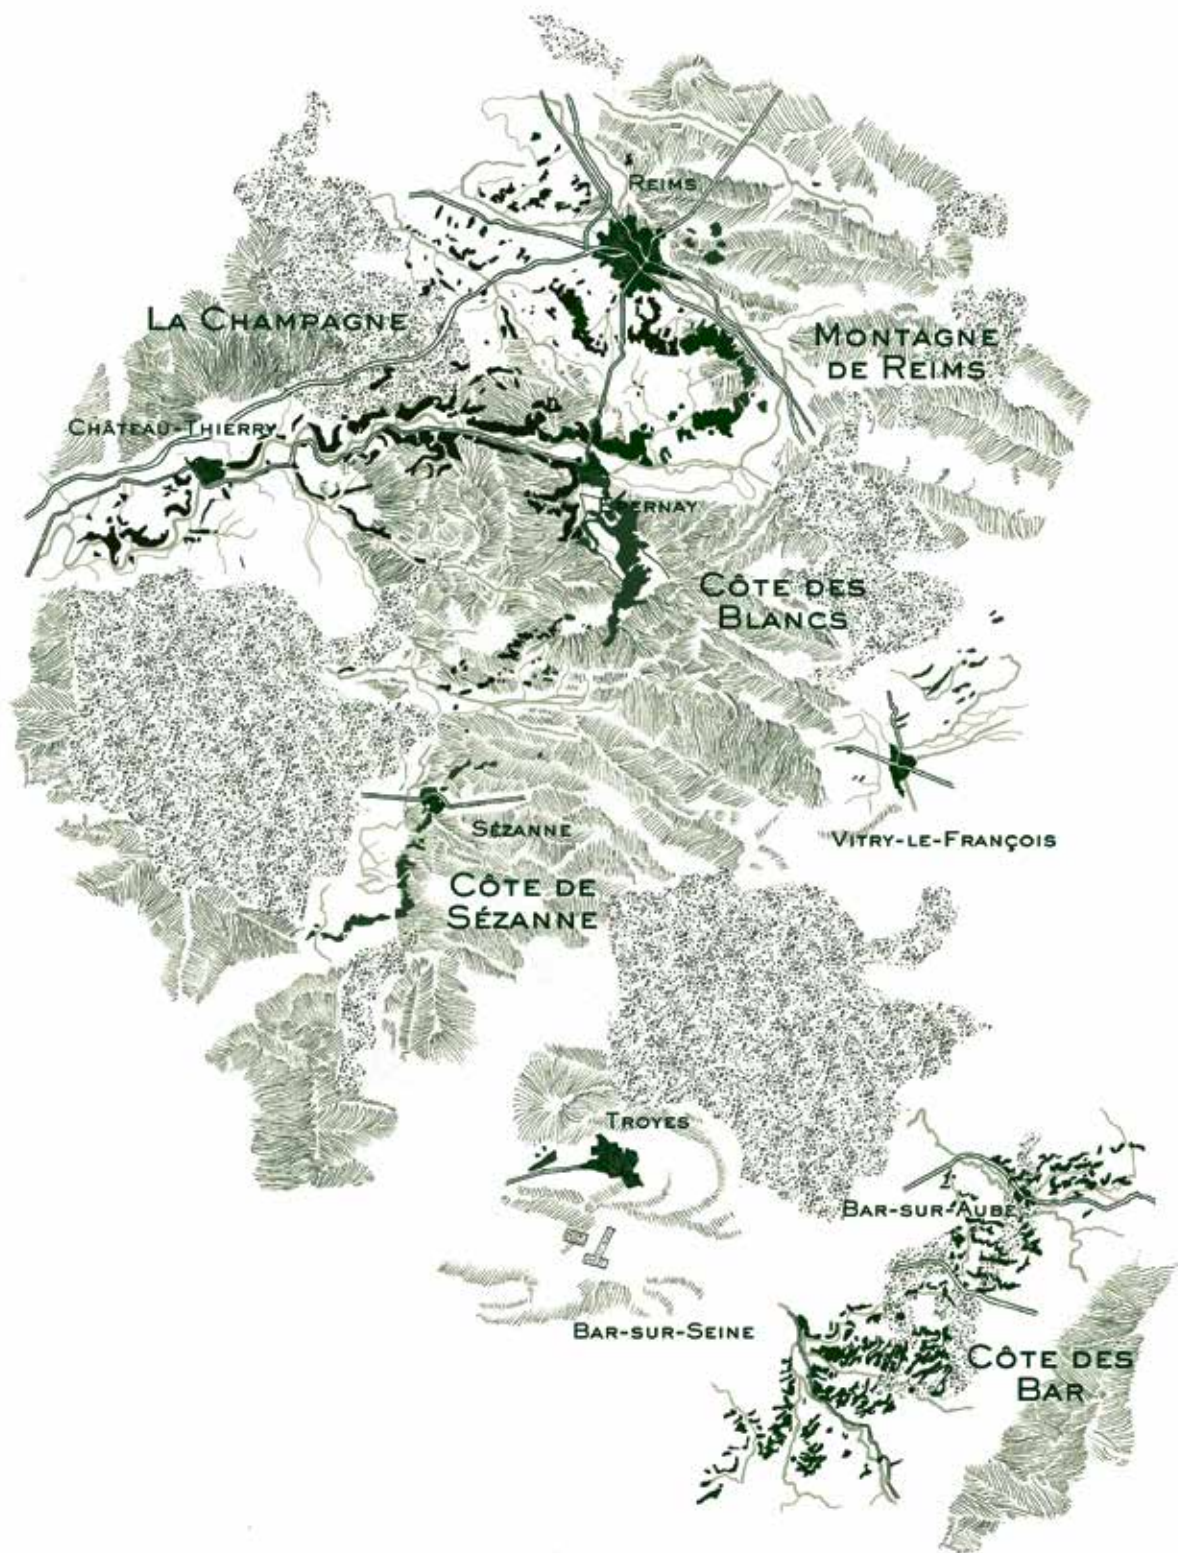 Reims
La Champagne
Montagne
de Reims
Château-Thierry
Epernay
Côte des
Blancs
Sézanne
Vitry-le-François
Côte de
Sézanne
Troyes
Bar-sur-Aube
Bar-sur-Seine
Côte des
Bar